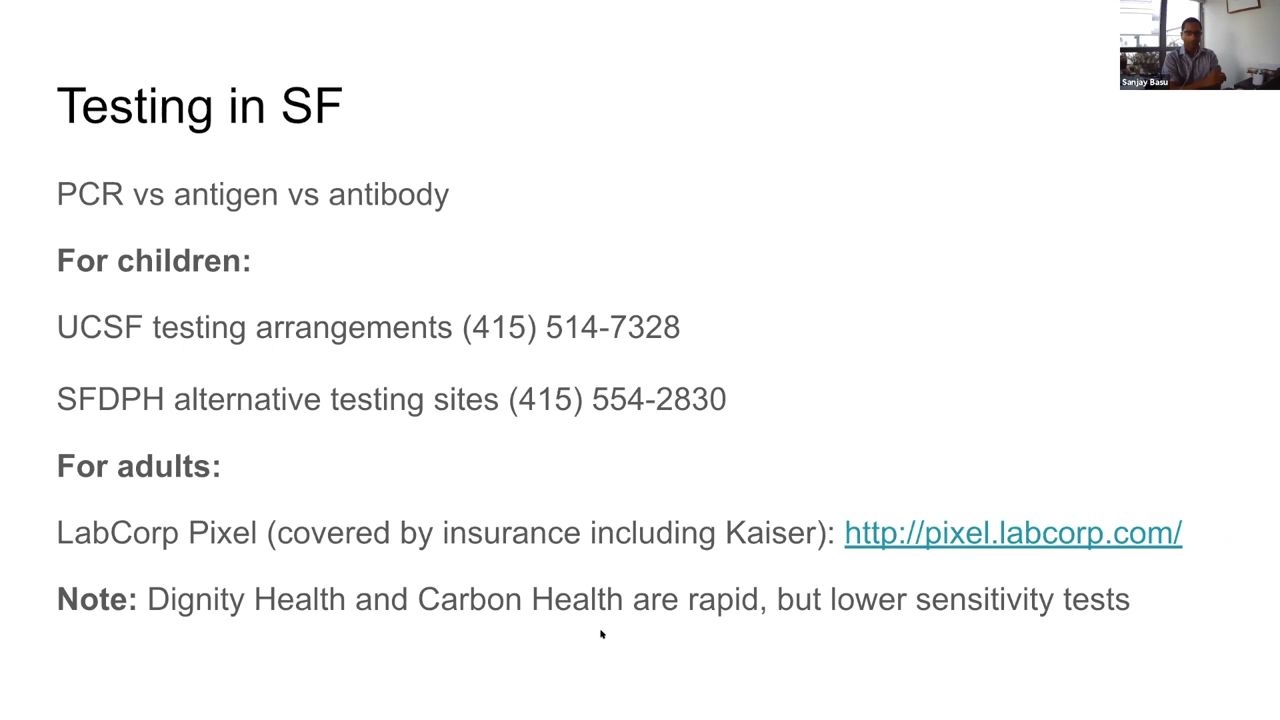 Sanjay Basu
Testing in SF
PCR vs antigen vs antibody
For children:
UCSF testing arrangements (415) 514-7328
SFDPH alternative testing sites (415) 554-2830
For adults:
LabCorp Pixel (covered by insurance including Kaiser): http://pixel.labcorp.com/
Note: Dignity Health and Carbon Health are rapid, but lower sensitivity tests